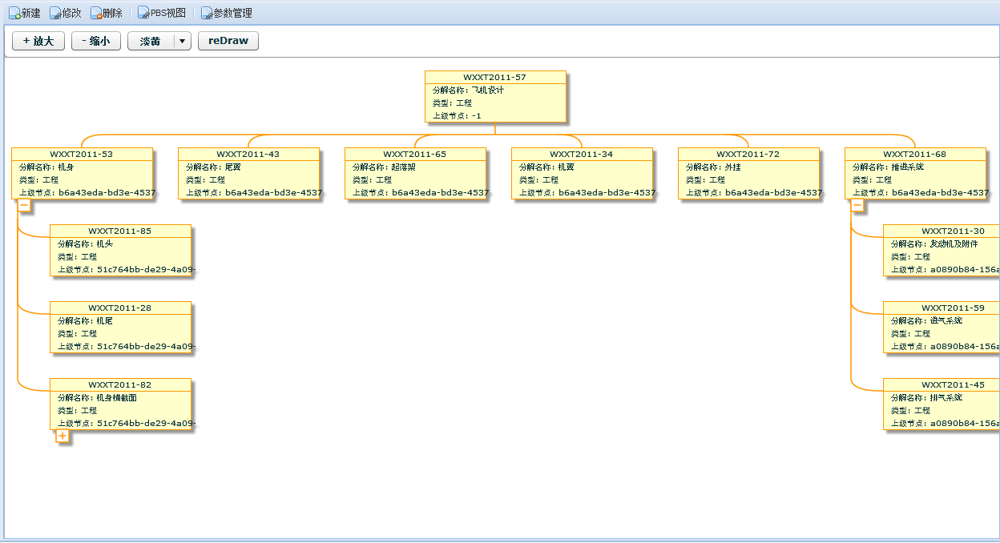 新建 修改 删除 PBS视图 参数管理
+ 放大 - 缩小 淡黄 reDraw
WXXT2011-57
分解名称: 飞机设计
类型: 工程
上级节点: -1
WXXT2011-53
分解名称: 机身
类型: 工程
上级节点: b6a43eda-bd3e-4537
WXXT2011-43
分解名称: 尾翼
类型: 工程
上级节点: b6a43eda-bd3e-4537
WXXT2011-65
分解名称: 起落架
类型: 工程
上级节点: b6a43eda-bd3e-4537
WXXT2011-34
分解名称: 机翼
类型: 工程
上级节点: b6a43eda-bd3e-4537
WXXT2011-72
分解名称: 外挂
类型: 工程
上级节点: b6a43eda-bd3e-4537
WXXT2011-68
分解名称: 推进系统
类型: 工程
上级节点: b6a43eda-bd3e-4537
WXXT2011-85
分解名称: 机头
类型: 工程
上级节点: 51c764bb-de29-4a09-
WXXT2011-28
分解名称: 机尾
类型: 工程
上级节点: 51c764bb-de29-4a09-
WXXT2011-82
分解名称: 机身横截面
类型: 工程
上级节点: 51c764bb-de29-4a09-
WXXT2011-30
分解名称: 发动机及附件
类型: 工程
上级节点: a0890b84-156a
WXXT2011-59
分解名称: 进气系统
类型: 工程
上级节点: a0890b84-156a
WXXT2011-45
分解名称: 排气系统
类型: 工程
上级节点: a0890b84-156a